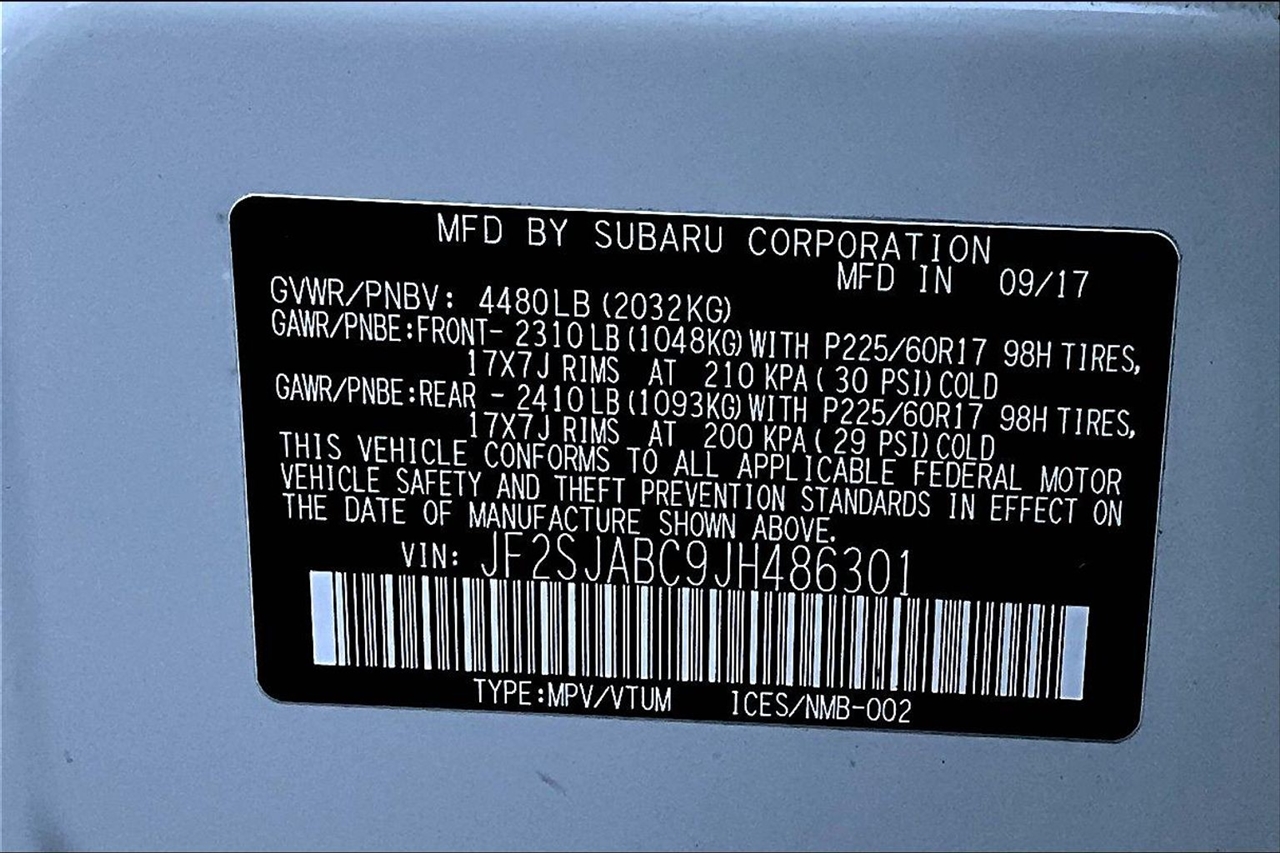 MFD BY SUBARU CORPORATION
MFD IN 09/17
GVWR/PNBV: 4480LB (2032KG)
GAWR/PNBE:FRONT- 2310LB (1048KG) WITH P225/60R17 98H TIRES,
17X7J RIMS AT 210 KPA ( 30 PSI) COLD
GAWR/PNBE:REAR - 2410LB (1093KG) WITH P225/60R17 98H TIRES,
17X7J RIMS AT 200 KPA ( 29 PSI) COLD
THIS VEHICLE CONFORMS TO ALL APPLICABLE FEDERAL MOTOR
VEHICLE SAFETY AND THEFT PREVENTION STANDARDS IN EFFECT ON
THE DATE OF MANUFACTURE SHOWN ABOVE.
VIN: JF2SJABC9JH486301
TYPE:MPV/VTUM ICES/NMB-002